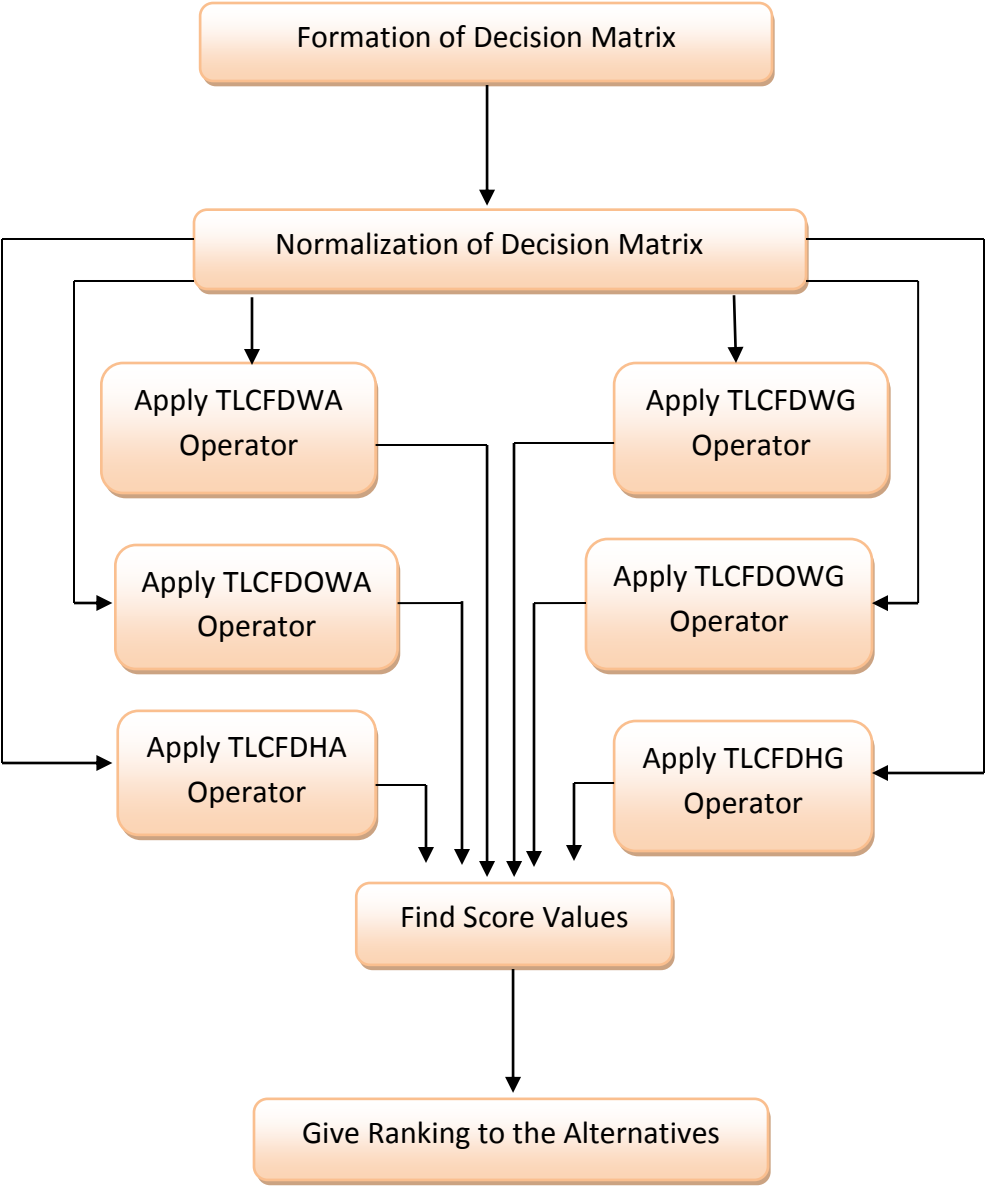 Formation of Decision Matrix
Normalization of Decision Matrix
Apply TLCFDWA
Operator
Apply TLCFDWG
Operator
Apply TLCFDOWA
Operator
Apply TLCFDOWG
Operator
Apply TLCFDHA
Operator
Apply TLCFDHG
Operator
Find Score Values
Give Ranking to the Alternatives